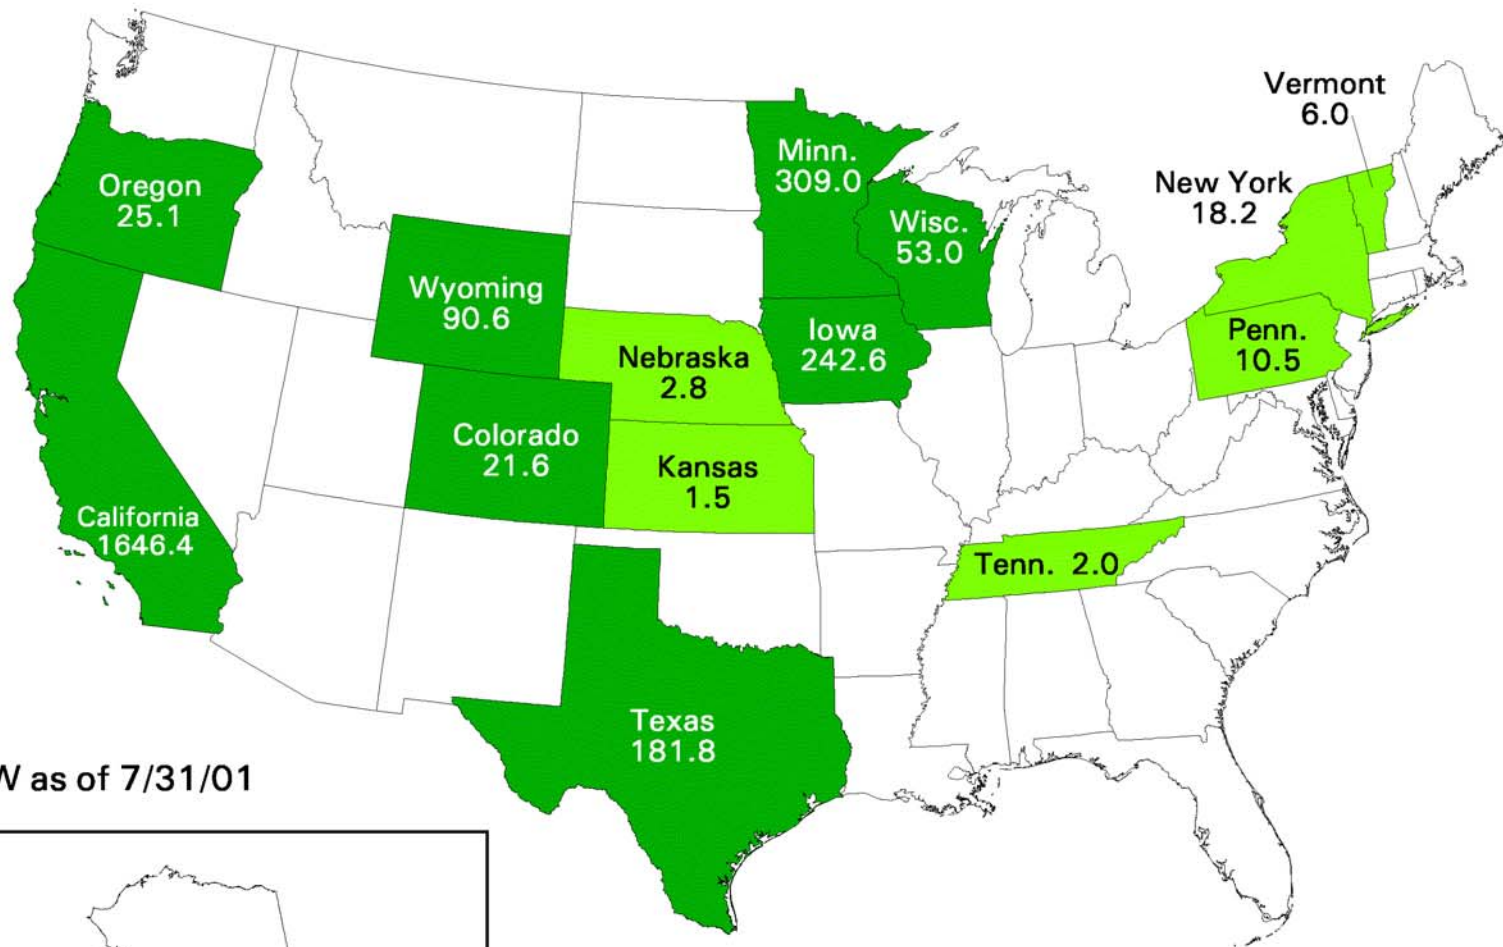 Vermont
6.0
Minn.
309.0
New York
18.2
Oregon
25.1
Wisc.
53.0
Wyoming
90.6
Iowa
242.6
Penn.
10.5
Nebraska
2.8
Colorado
21.6
Kansas
1.5
California
1646.4
Tenn. 2.0
Texas
181.8
W as of 7/31/01